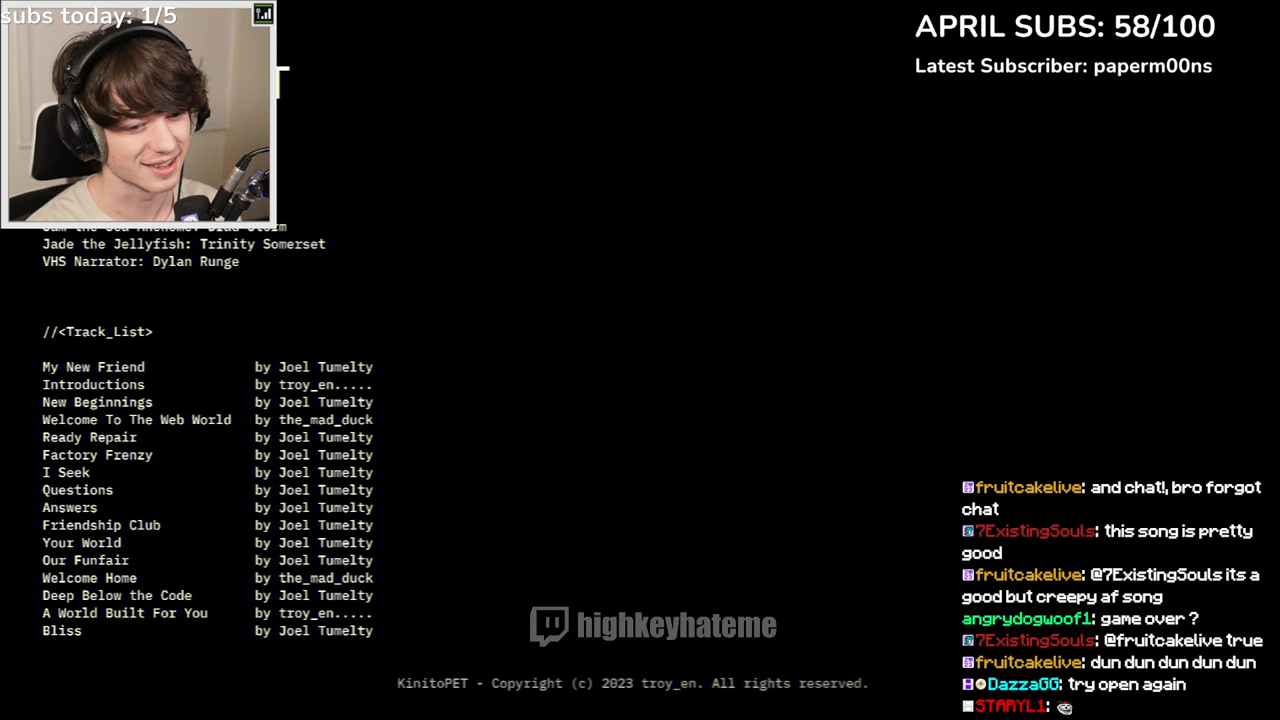 subs today: 1/5
APRIL SUBS: 58/100
Latest Subscriber: paperm00ns
Jade the Jellyfish: Trinity Somerset
VHS Narrator: Dylan Runge
//<Track_List>
My New Friend by Joel Tumelty
Introductions by troy_en.....
New Beginnings by Joel Tumelty
Welcome To The Web World by the_mad_duck
Ready Repair by Joel Tumelty
Factory Frenzy by Joel Tumelty
I Seek by Joel Tumelty
Questions by Joel Tumelty
Answers by Joel Tumelty
Friendship Club by Joel Tumelty
Your World by Joel Tumelty
Our Funfair by Joel Tumelty
Welcome Home by the_mad_duck
Deep Below the Code by Joel Tumelty
A World Built For You by troy_en.....
Bliss by Joel Tumelty
highkeyhateme
KinitoPET - Copyright (c) 2023 troy_en. All rights reserved.
fruitcakelive: and chat!, bro forgot
chat
7ExistingSouls: this song is pretty
good
fruitcakelive: @7ExistingSouls its a
good but creepy af song
angrydogwoof1: game over ?
7ExistingSouls: @fruitcakelive true
fruitcakelive: dun dun dun dun dun
DazzaGG: try open again
STARYL1: